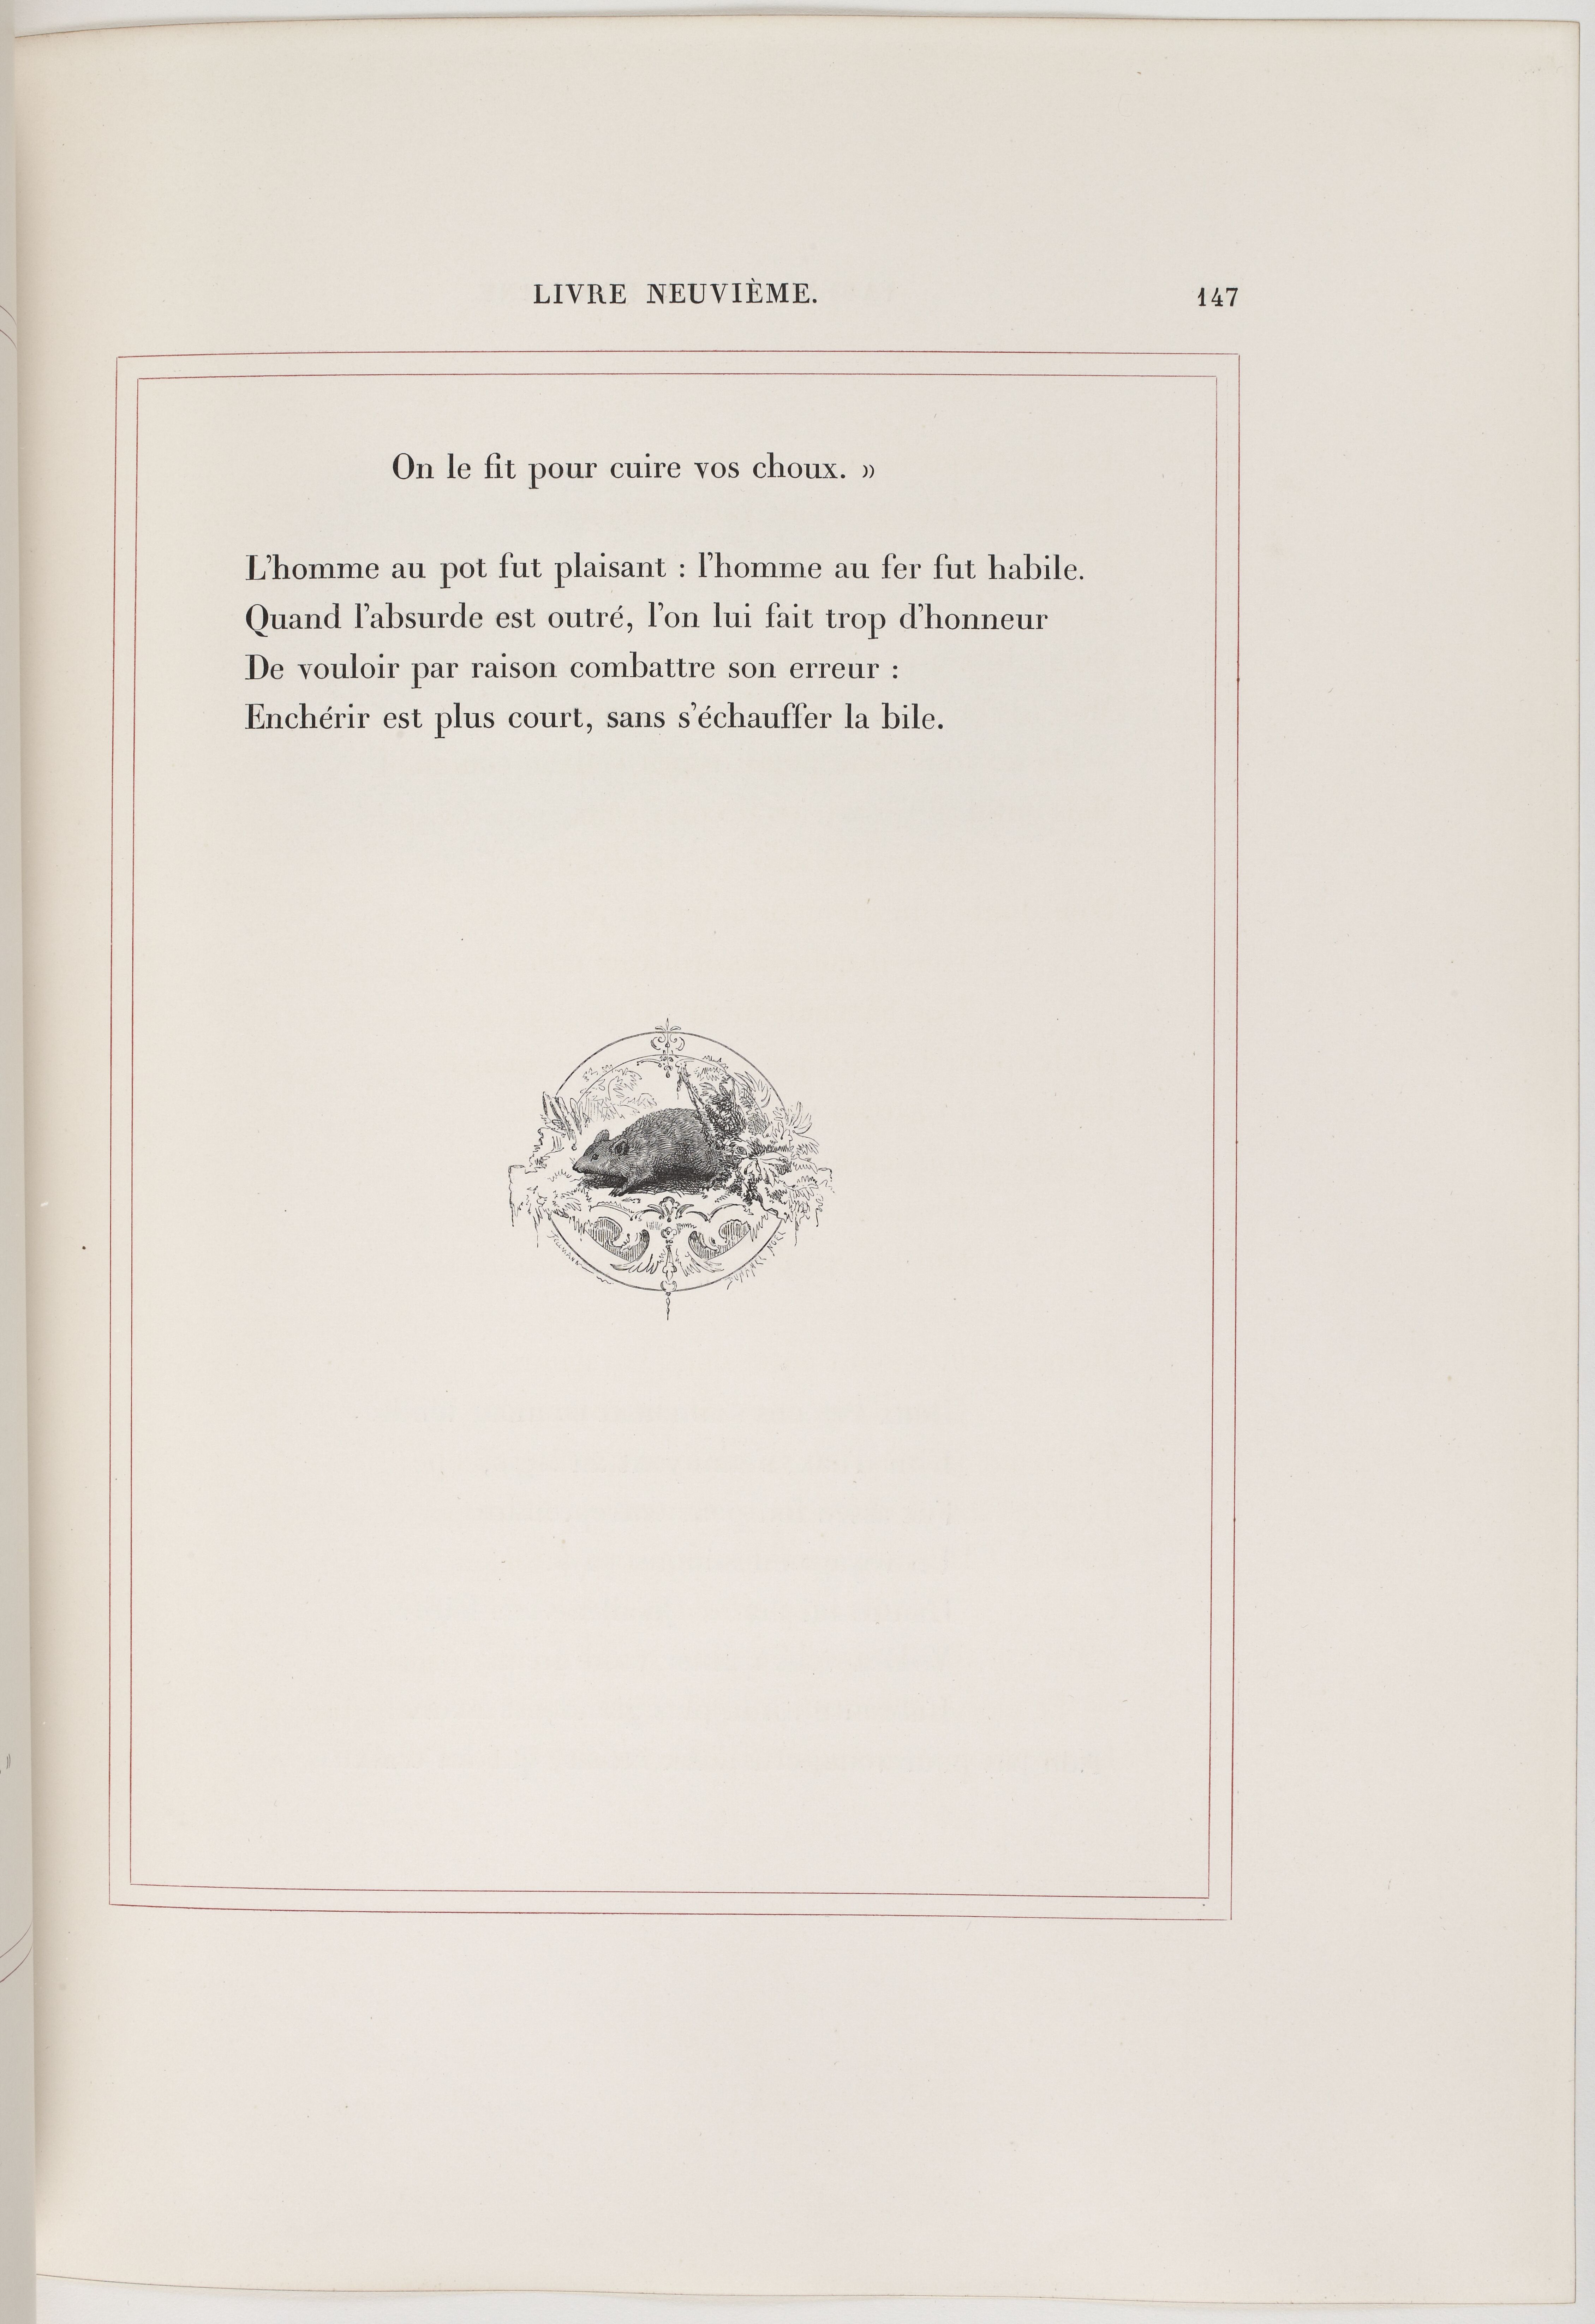 LIVRE NEUVIÈME. 147
On le fit pour cuire vos choux. »
L'homme au pot fut plaisant : l'homme au fer fut habile.
Quand l'absurde est outré, l'on lui fait trop d'honneur
De vouloir par raison combattre son erreur :
Enchérir est plus court, sans s'échauffer la bile.